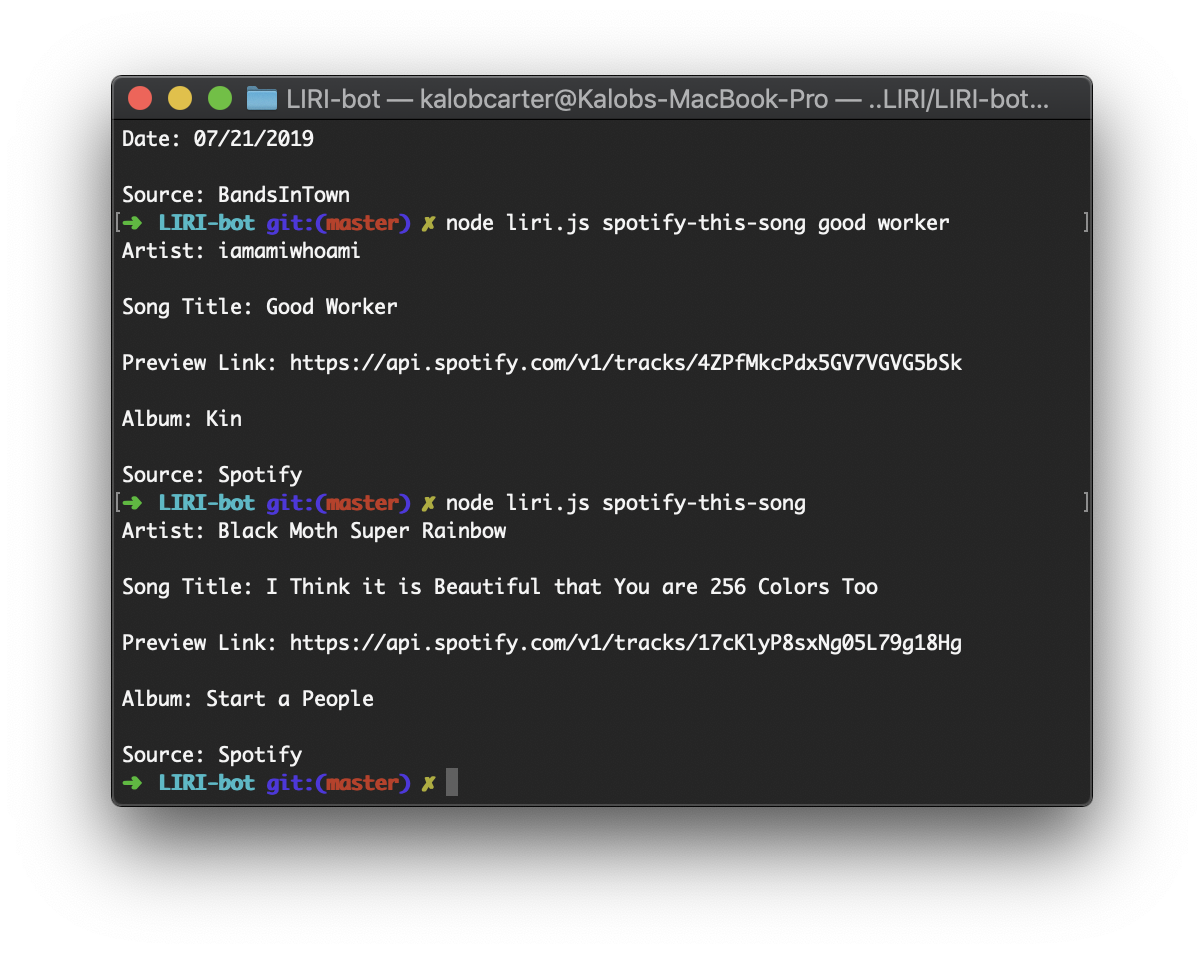 LIRI-bot — kalobcarter@Kalobs-MacBook-Pro — ..LIRI/LIRI-bot...
Date: 07/21/2019
Source: BandsInTown
[➜ LIRI-bot git:(master) ✗ node liri.js spotify-this-song good worker ]
Artist: iamamiwhoami
Song Title: Good Worker
Preview Link: https://api.spotify.com/v1/tracks/4ZPfMkcPdx5GV7VGVG5bSk
Album: Kin
Source: Spotify
[➜ LIRI-bot git:(master) ✗ node liri.js spotify-this-song ]
Artist: Black Moth Super Rainbow
Song Title: I Think it is Beautiful that You are 256 Colors Too
Preview Link: https://api.spotify.com/v1/tracks/17cKlyP8sxNg05L79g18Hg
Album: Start a People
Source: Spotify
➜ LIRI-bot git:(master) ✗